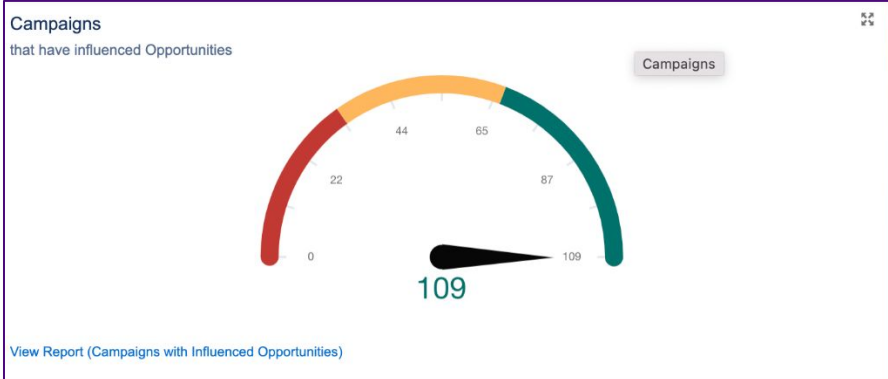 Campaigns
that have influenced Opportunities
Campaigns
44
65
22
87
0
109
109
View Report (Campaigns with Influenced Opportunities)